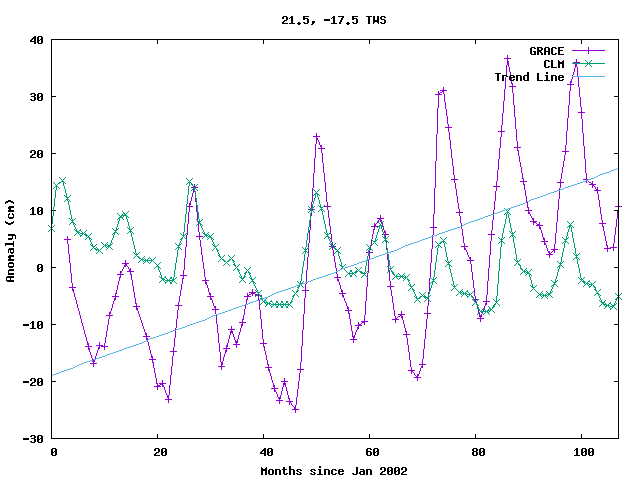 21.5, -17.5 TWS
GRACE
CLM
Trend Line
Anomaly (cm)
40
30
20
10
0
-10
-20
-30
0 20 40 60 80 100
Months since Jan 2002